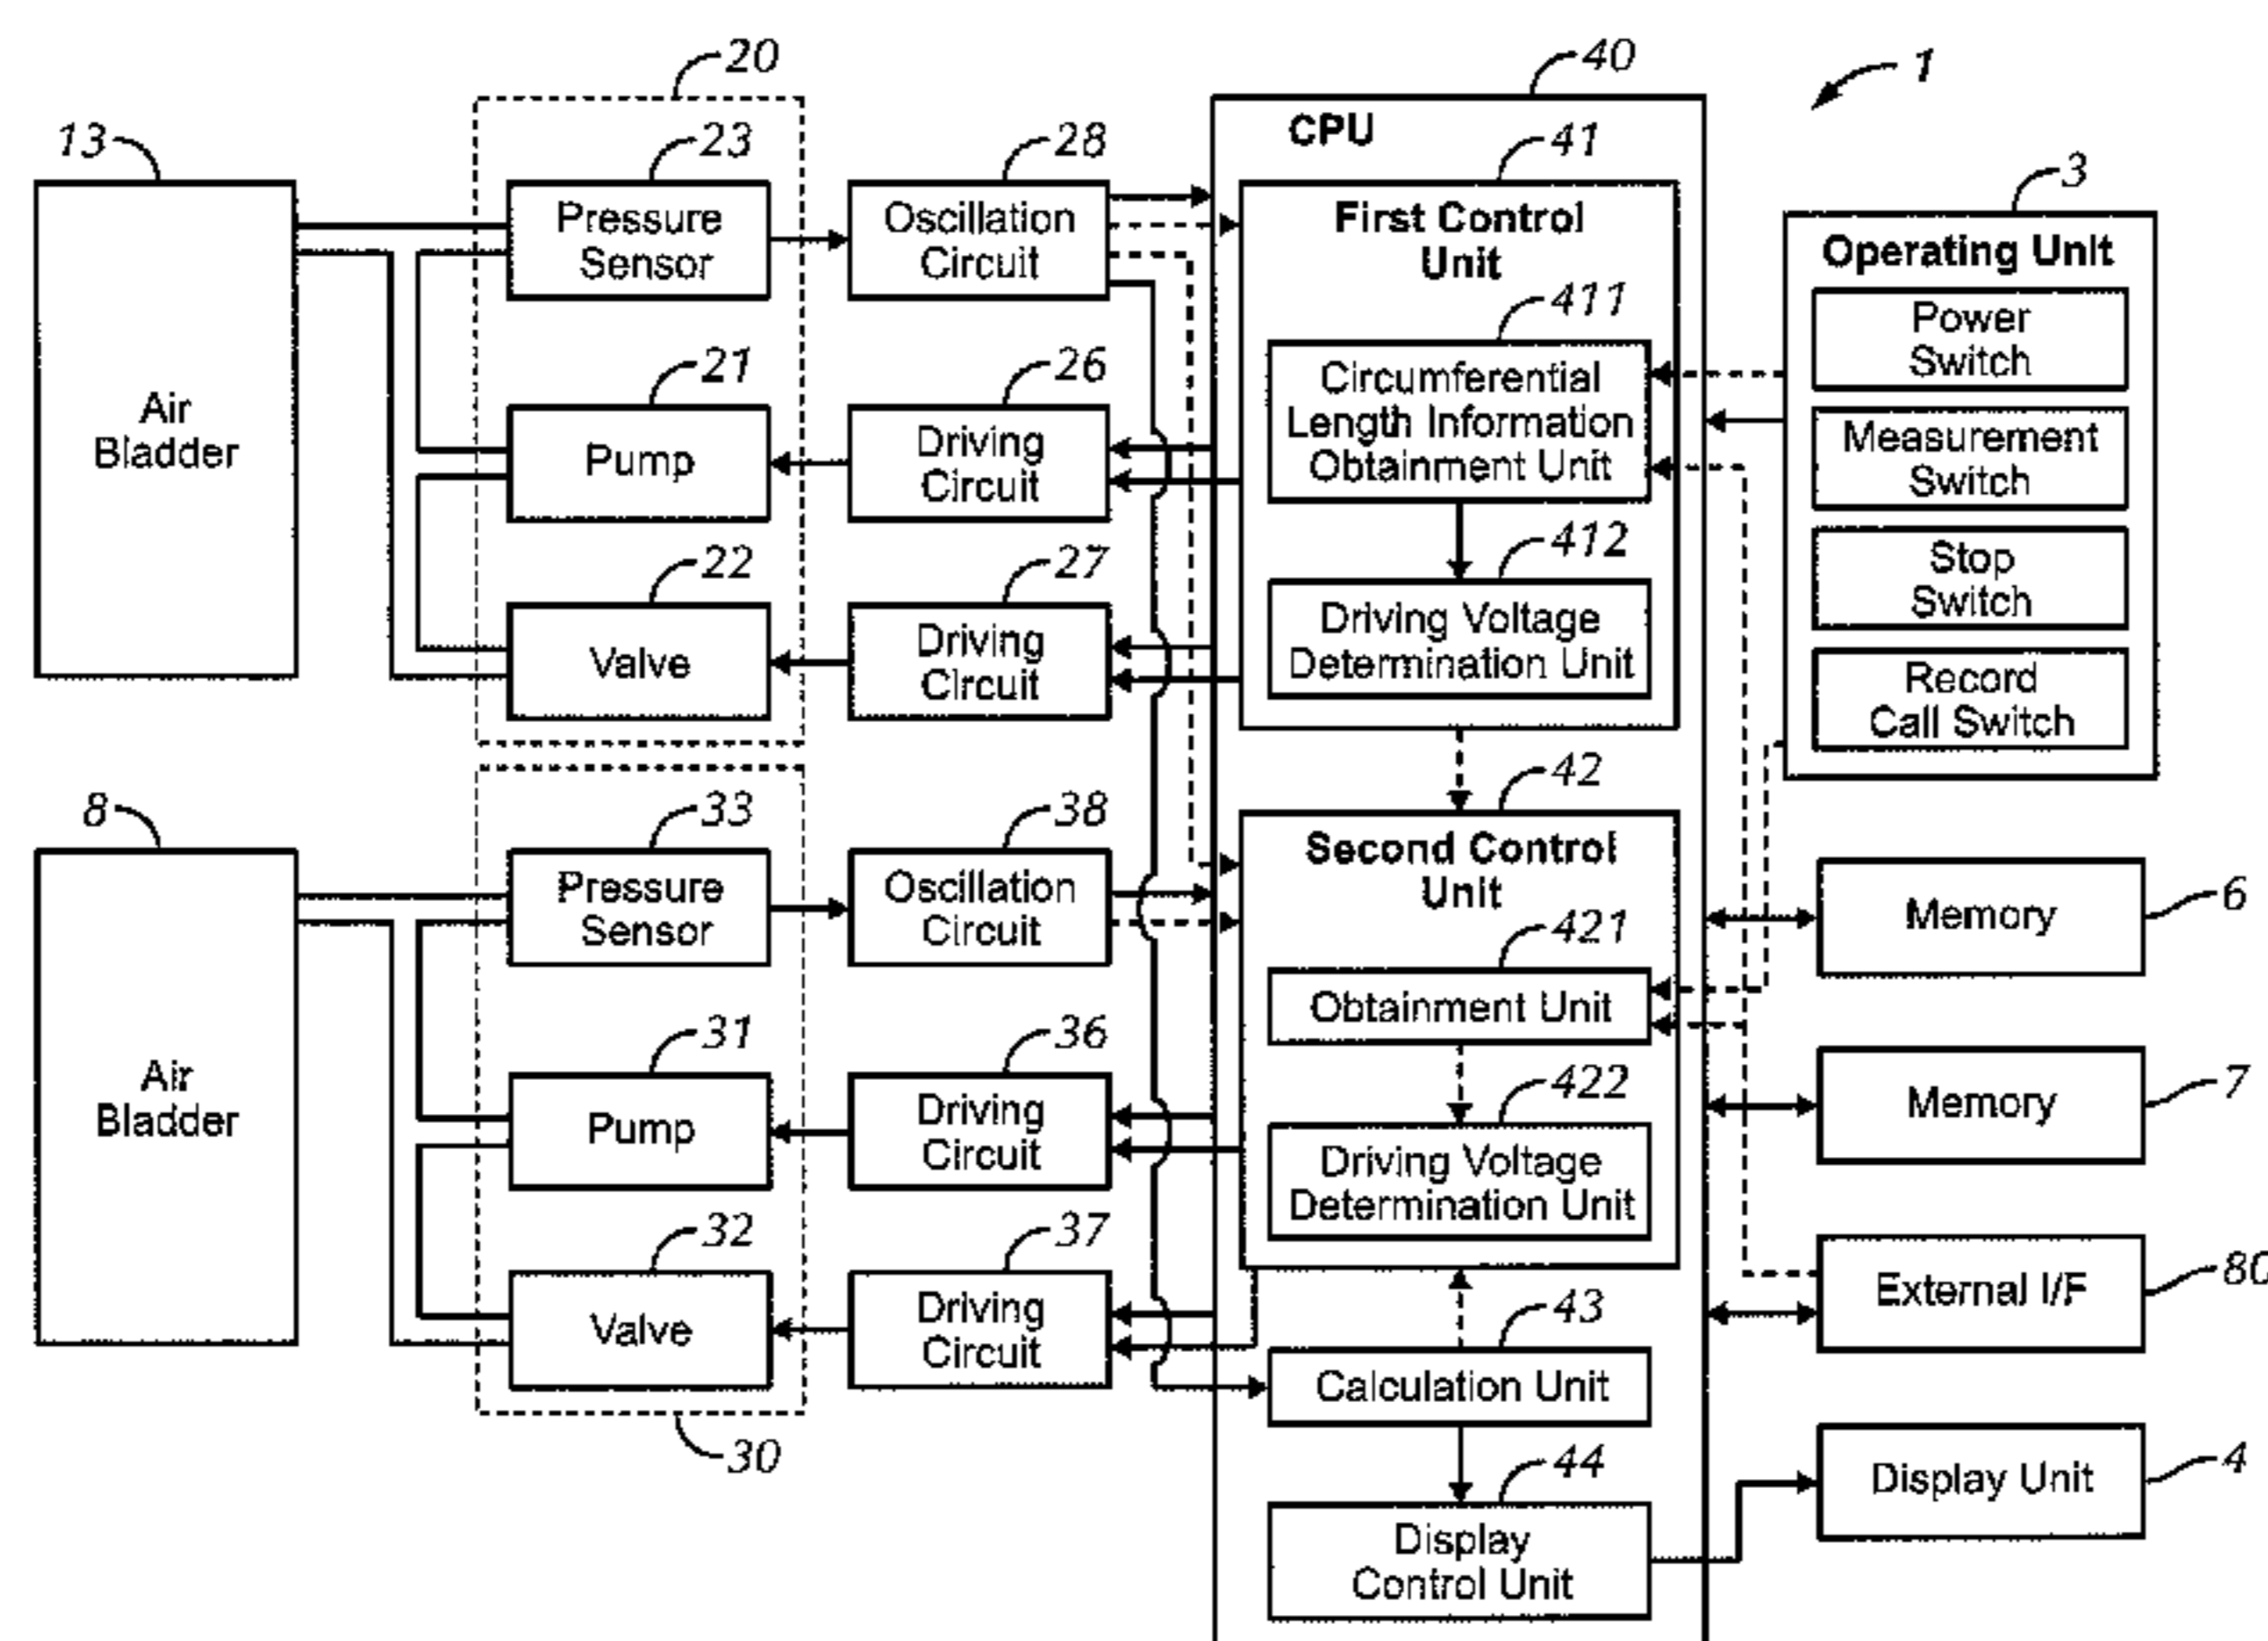 20
40
1
13
23
28
CPU
41
3
Pressure
Sensor
Oscillation
Circuit
First Control
Unit
Operating Unit
411
Power
Switch
21
26
Circumferential
Length Information
Obtainment Unit
Air
Bladder
Pump
Driving
Circuit
Measurement
Switch
22
27
412
Stop
Switch
Valve
Driving
Circuit
Driving Voltage
Determination Unit
Record
Call Switch
8
33
38
42
Pressure
Sensor
Oscillation
Circuit
Second Control
Unit
Memory
6
421
Obtainment Unit
31
36
Air
Bladder
Pump
Driving
Circuit
422
Memory
7
Driving Voltage
Determination Unit
32
37
Valve
Driving
Circuit
43
External I/F
80
Calculation Unit
30
44
Display Unit
4
Display
Control Unit